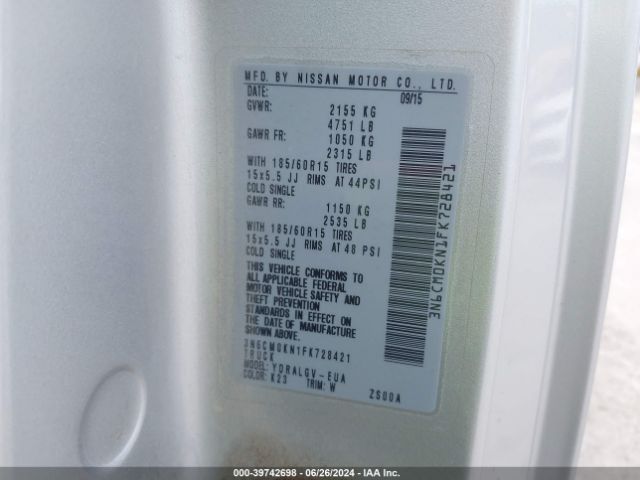 MFD. BY NISSAN MOTOR CO., LTD.
DATE: 09/15
GVWR: 2155 KG
4751 LB
GAWR FR: 1050 KG
2315 LB
WITH 185/60R15 TIRES
15x5.5 JJ RIMS AT 44PSI
COLD SINGLE
GAWR RR: 1150 KG
2535 LB
WITH 185/60R15 TIRES
15x5.5 JJ RIMS AT 48 PSI
COLD SINGLE
THIS VEHICLE CONFORMS TO
ALL APPLICABLE FEDERAL
MOTOR VEHICLE SAFETY AND
THEFT PREVENTION
STANDARDS IN EFFECT ON
THE DATE OF MANUFACTURE
SHOWN ABOVE.
3N6CM0KN1FK728421
TRUCK
MODEL: YDRALGV-EUA
COLOR: K23 TRIM: W ZS00A
3N6CM0KN1FK728421
000-39742698 - 06/26/2024 - IAA Inc.